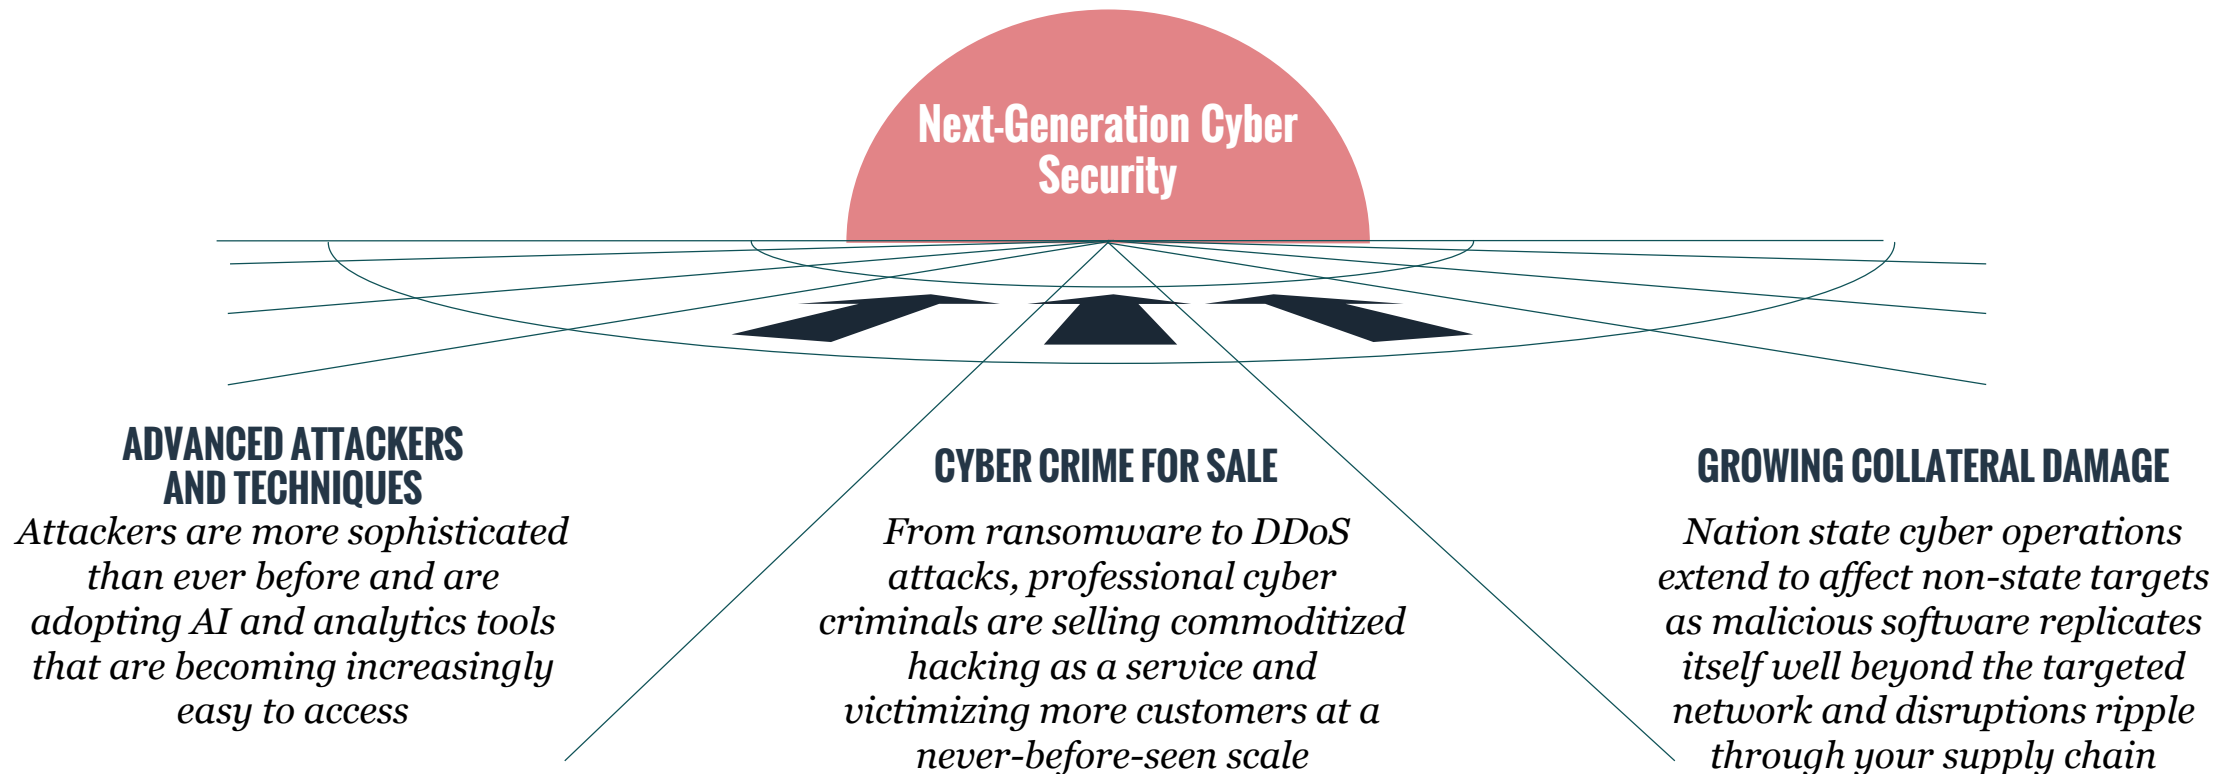 Next-Generation Cyber
Security
ADVANCED ATTACKERS
AND TECHNIQUES
Attackers are more sophisticated
than ever before and are
adopting AI and analytics tools
that are becoming increasingly
easy to access
CYBER CRIME FOR SALE
From ransomware to DDoS
attacks, professional cyber
criminals are selling commoditized
hacking as a service and
victimizing more customers at a
never-before-seen scale
GROWING COLLATERAL DAMAGE
Nation state cyber operations
extend to affect non-state targets
as malicious software replicates
itself well beyond the targeted
network and disruptions ripple
through your supply chain